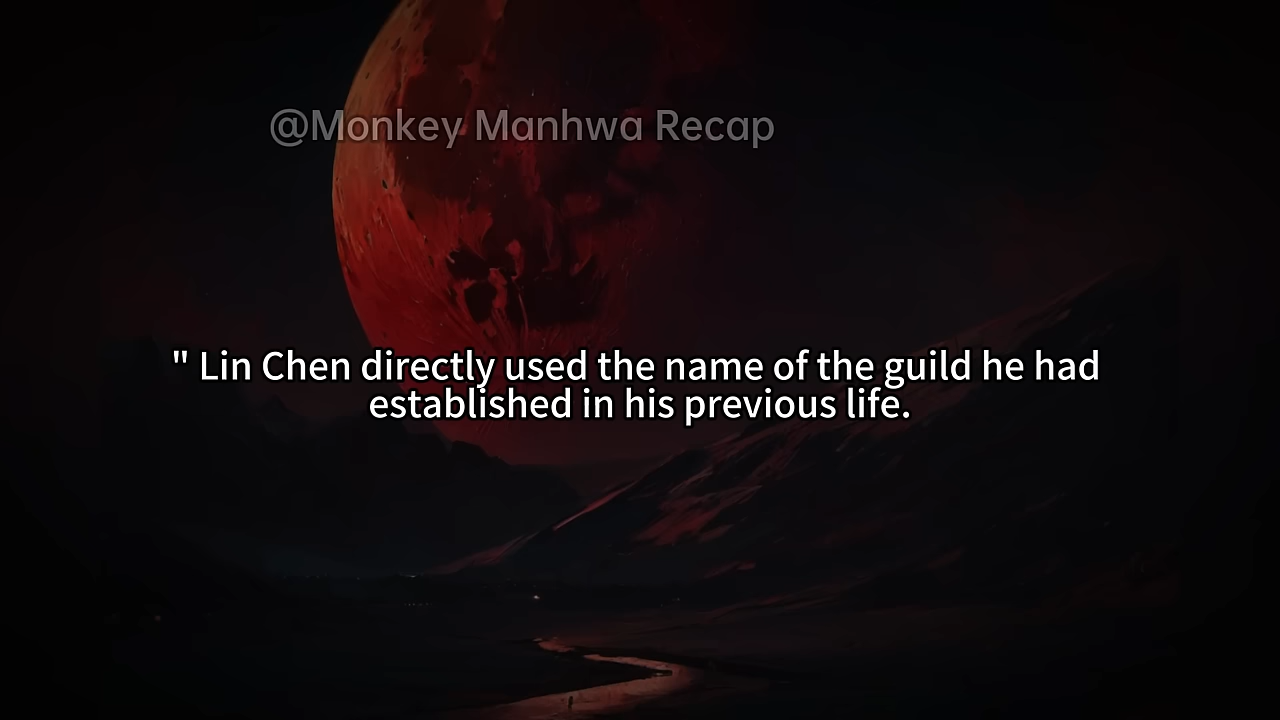 @Monkey Manhwa Recap
" Lin Chen directly used the name of the guild he had
established in his previous life.